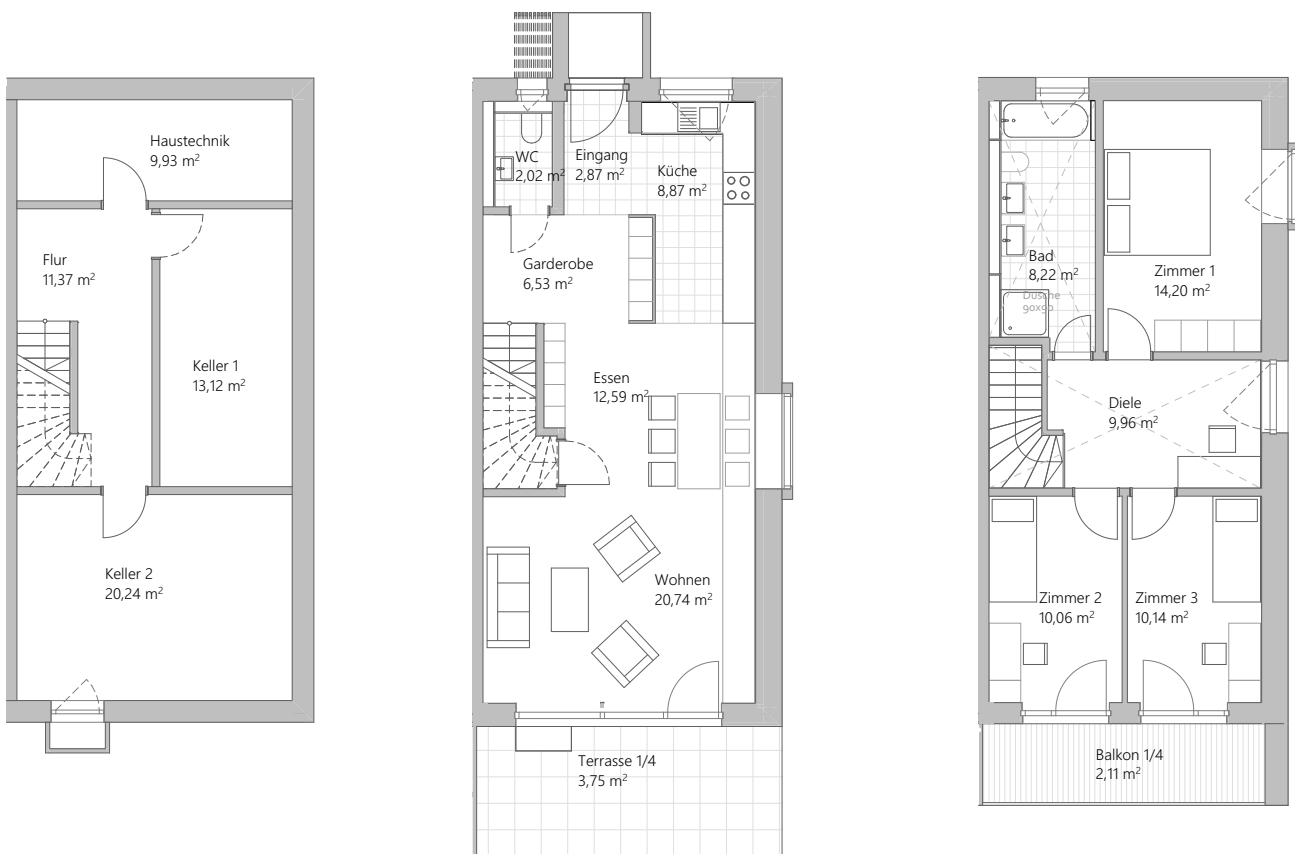 Haustechnik
9,93 m²
Flur
11,37 m²
Keller 1
13,12 m²
Keller 2
20,24 m²
WC
2,02 m²
Eingang
2,87 m²
Küche
8,87 m²
Garderobe
6,53 m²
Essen
12,59 m²
Wohnen
20,74 m²
Terrasse 1/4
3,75 m²
Bad
8,22 m²
Dusche
90x90
Zimmer 1
14,20 m²
Diele
9,96 m²
Zimmer 2
10,06 m²
Zimmer 3
10,14 m²
Balkon 1/4
2,11 m²